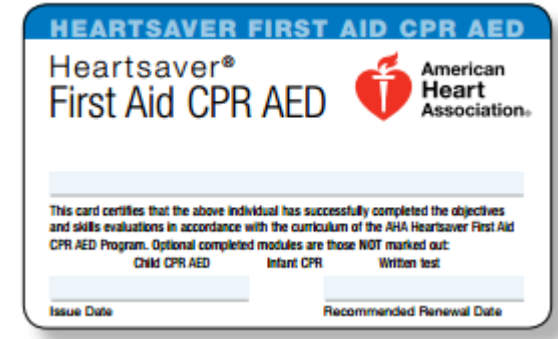 HEARTSAVER FIRST AID CPR AED
Heartsaver®
First Aid CPR AED
American
Heart
Association®
This card certifies that the above individual has successfully completed the objectives
and skills evaluations in accordance with the curriculum of the AHA Heartsaver First Aid
CPR AED Program. Optional completed modules are those NOT marked out:
Child CPR AED Infant CPR Written test
Issue Date Recommended Renewal Date